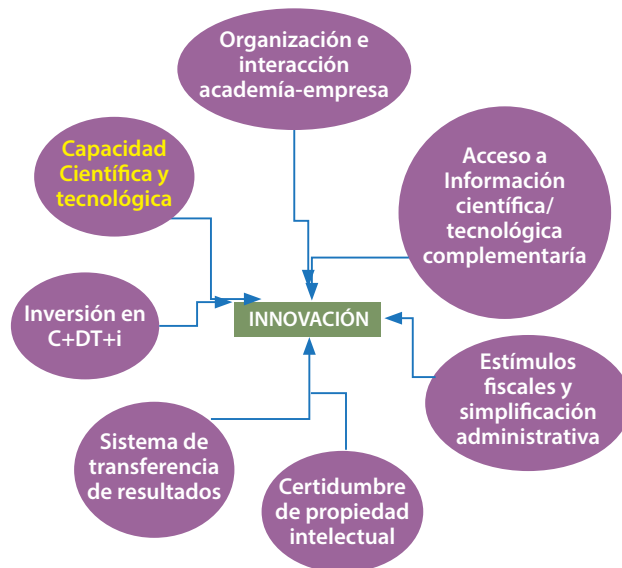 Organización e
interacción
academía-empresa
Capacidad
Científica y
tecnológica
Acceso a
Información
científica/
tecnológica
complementaría
Inversión en
C+DT+i
INNOVACIÓN
Estímulos
fiscales y
simplificación
administrativa
Sistema de
transferencia
de resultados
Certidumbre
de propiedad
intelectual